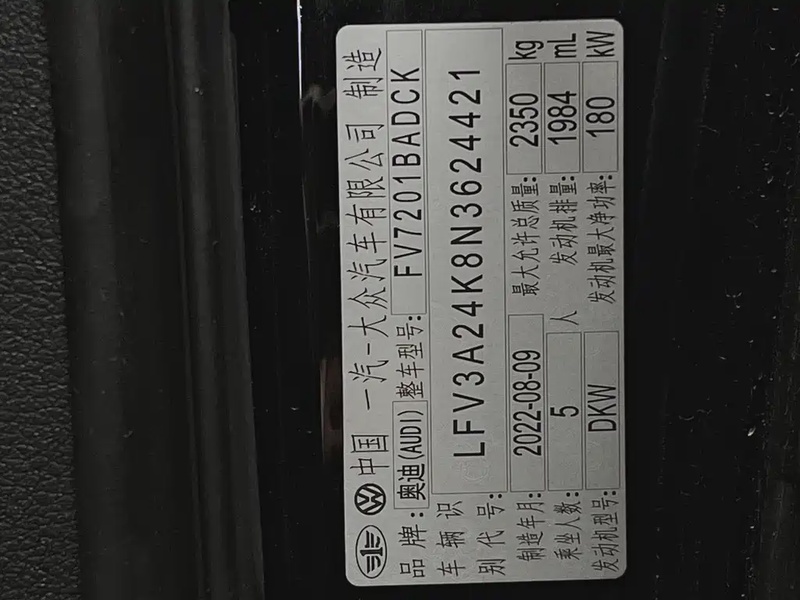 中国 一汽-大众汽车有限公司 制造
品牌: 奥迪(AUDI) 整车型号: FV7201BADCK
车辆识别代号: LFV3A24K8N3624421
制造年月: 2022-08-09 最大允许总质量: 2350 kg
乘坐人数: 5 人 发动机排量: 1984 mL
发动机型号: DKW 发动机最大净功率: 180 kW